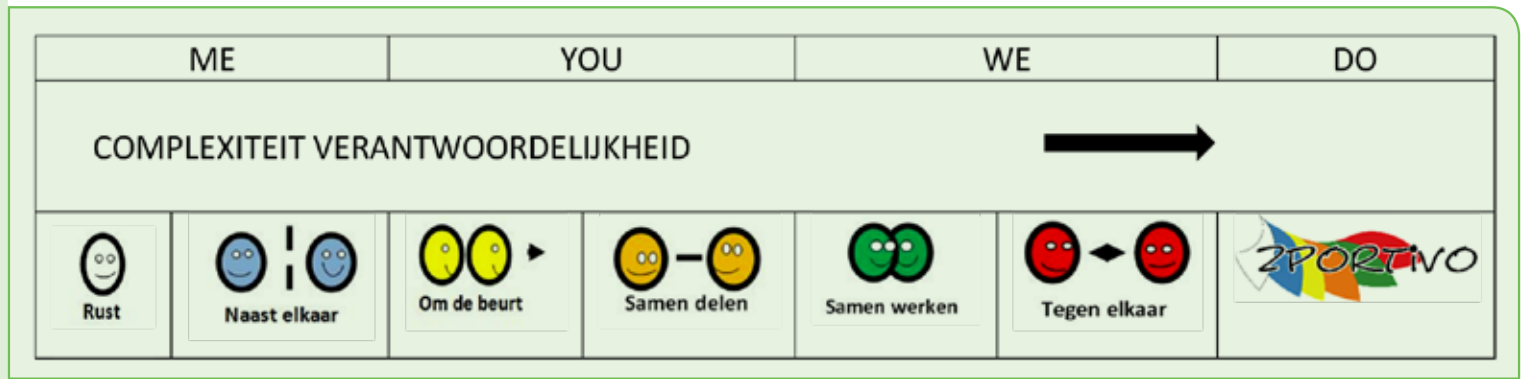 ME YOU WE DO
COMPLEXITEIT VERANTWOORDELIJKHEID
Rust Naast elkaar Om de beurt Samen delen Samen werken Tegen elkaar ZPORTiVO